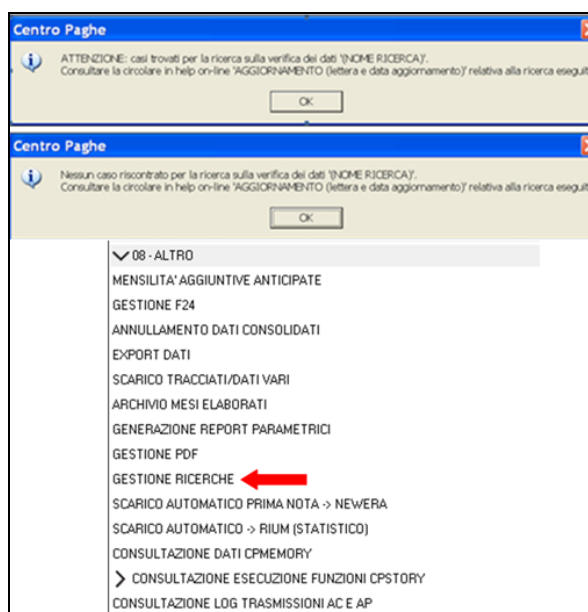 Centro Paghe
ATTENZIONE: casi trovati per la ricerca sulla verifica dei dati '(NOME RICERCA)'.
Consultare la circolare in help on-line 'AGGIORNAMENTO (lettera e data aggiornamento)' relativa alla ricerca eseguit
OK
Centro Paghe
Nessun caso riscontrato per la ricerca sulla verifica dei dati '(NOME RICERCA)'.
Consultare la circolare in help on-line 'AGGIORNAMENTO (lettera e data aggiornamento)' relativa alla ricerca eseguit
OK
08 - ALTRO
MENSILITA' AGGIUNTIVE ANTICIPATE
GESTIONE F24
ANNULLAMENTO DATI CONSOLIDATI
EXPORT DATI
SCARICO TRACCIATI/DATI VARI
ARCHIVIO MESI ELABORATI
GENERAZIONE REPORT PARAMETRICI
GESTIONE PDF
GESTIONE RICERCHE
SCARICO AUTOMATICO PRIMA NOTA -> NEWERA
SCARICO AUTOMATICO -> RIUM (STATISTICO)
CONSULTAZIONE DATI CPMEMORY
CONSULTAZIONE ESECUZIONE FUNZIONI CPSTORY
CONSULTAZIONE LOG TRASMISSIONI AC E AP